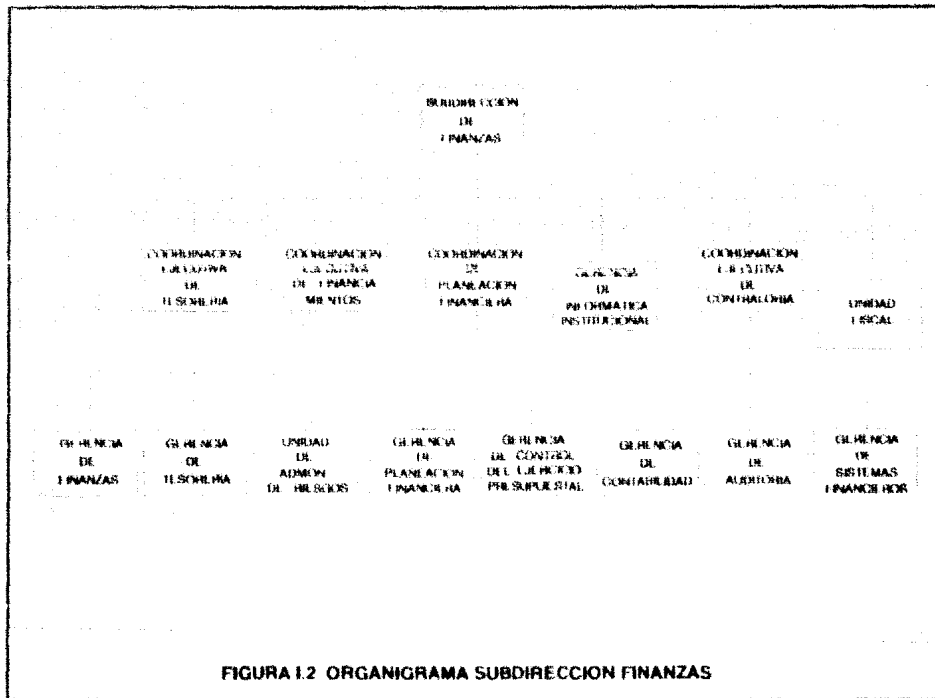 SUBDIRECCION
DE
FINANZAS
COORDINACION
EJECUTIVA
DE
TESORERIA
COORDINACION
EJECUTIVA
DE FINANCIA
MIENTOS
COORDINACION
DE
PLANEACION
FINANCIERA
GERENCIA
DE
INFORMATICA
INSTITUCIONAL
COORDINACION
EJECUTIVA
DE
CONTRALORIA
UNIDAD
FISCAL
GERENCIA
DE
FINANZAS
GERENCIA
DE
TESORERIA
UNIDAD
DE
ADMON
DE RIESGOS
GERENCIA
DE
PLANEACION
FINANCIERA
GERENCIA
DE CONTROL
DEL EJERCICIO
PRESUPUESTAL
GERENCIA
DE
CONTABILIDAD
GERENCIA
DE
AUDITORIA
GERENCIA
DE
SISTEMAS
FINANCIEROS
FIGURA I.2 ORGANIGRAMA SUBDIRECCION FINANZAS